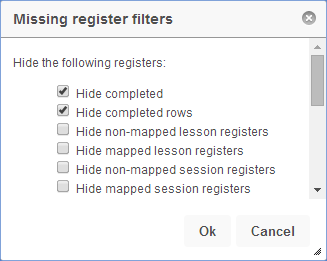 Missing register filters
Hide the following registers:
Hide completed
Hide completed rows
Hide non-mapped lesson registers
Hide mapped lesson registers
Hide non-mapped session registers
Hide mapped session registers
Ok
Cancel